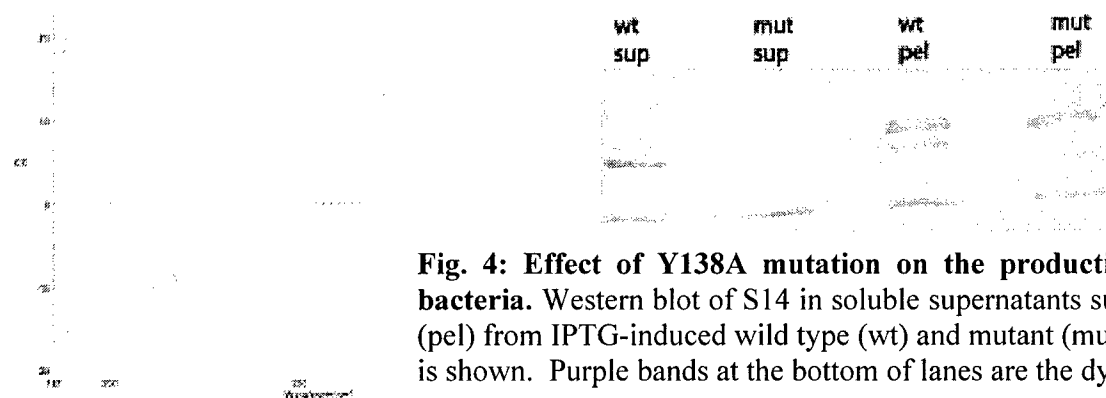 wt mut wt mut
sup sup pel pel
Fig. 4: Effect of Y138A mutation on the product
bacteria. Western blot of S14 in soluble supernatants su
(pel) from IPTG-induced wild type (wt) and mutant (mu
is shown. Purple bands at the bottom of lanes are the dy